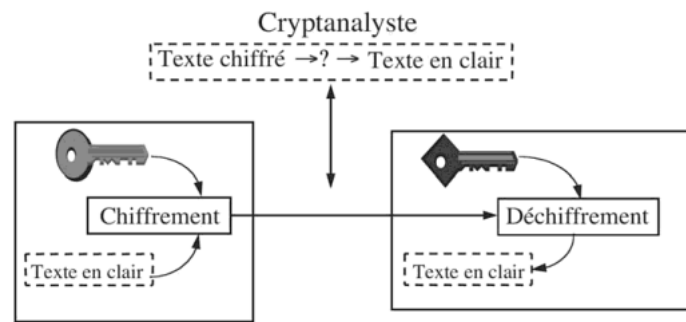 Cryptanalyste
Texte chiffré →? → Texte en clair
Chiffrement
Texte en clair
Déchiffrement
Texte en clair